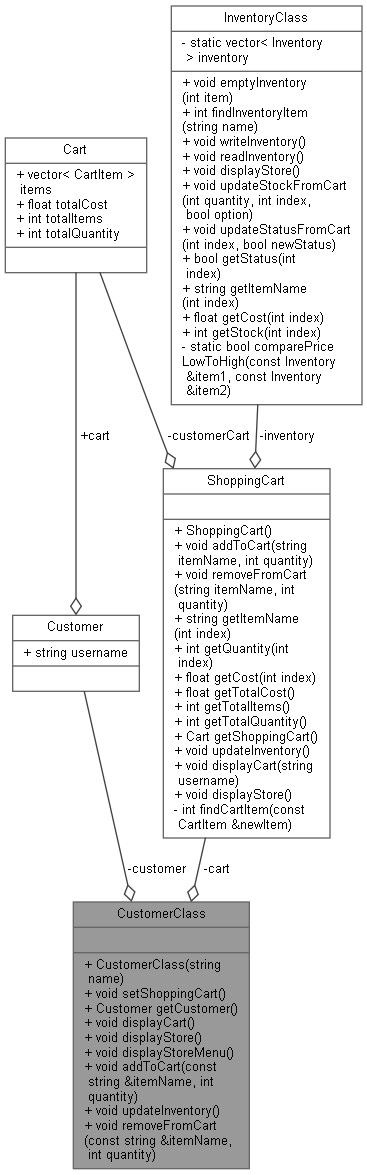 InventoryClass
- static vector< Inventory
> inventory
+ void emptyInventory
(int item)
+ int findInventoryItem
(string name)
+ void writeInventory()
+ void readInventory()
+ void displayStore()
+ void updateStockFromCart
(int quantity, int index,
bool option)
+ void updateStatusFromCart
(int index, bool newStatus)
+ bool getStatus(int
index)
+ string getItemName
(int index)
+ float getCost(int index)
+ int getStock(int index)
- static bool comparePrice
LowToHigh(const Inventory
&item1, const Inventory
&item2)
Cart
+ vector< CartItem >
items
+ float totalCost
+ int totalItems
+ int totalQuantity
+cart
-customerCart
-inventory
ShoppingCart
+ ShoppingCart()
+ void addToCart(string
itemName, int quantity)
+ void removeFromCart
(string itemName, int
quantity)
+ string getItemName
(int index)
+ int getQuantity(int
index)
+ float getCost(int index)
+ float getTotalCost()
+ int getTotalItems()
+ int getTotalQuantity()
+ Cart getShoppingCart()
+ void updateInventory()
+ void displayCart(string
username)
+ void displayStore()
- int findCartItem(const
CartItem &newItem)
Customer
+ string username
-customer
-cart
CustomerClass
+ CustomerClass(string
name)
+ void setShoppingCart()
+ Customer getCustomer()
+ void displayCart()
+ void displayStore()
+ void displayStoreMenu()
+ void addToCart(const
string &itemName, int
quantity)
+ void updateInventory()
+ void removeFromCart
(const string &itemName,
int quantity)